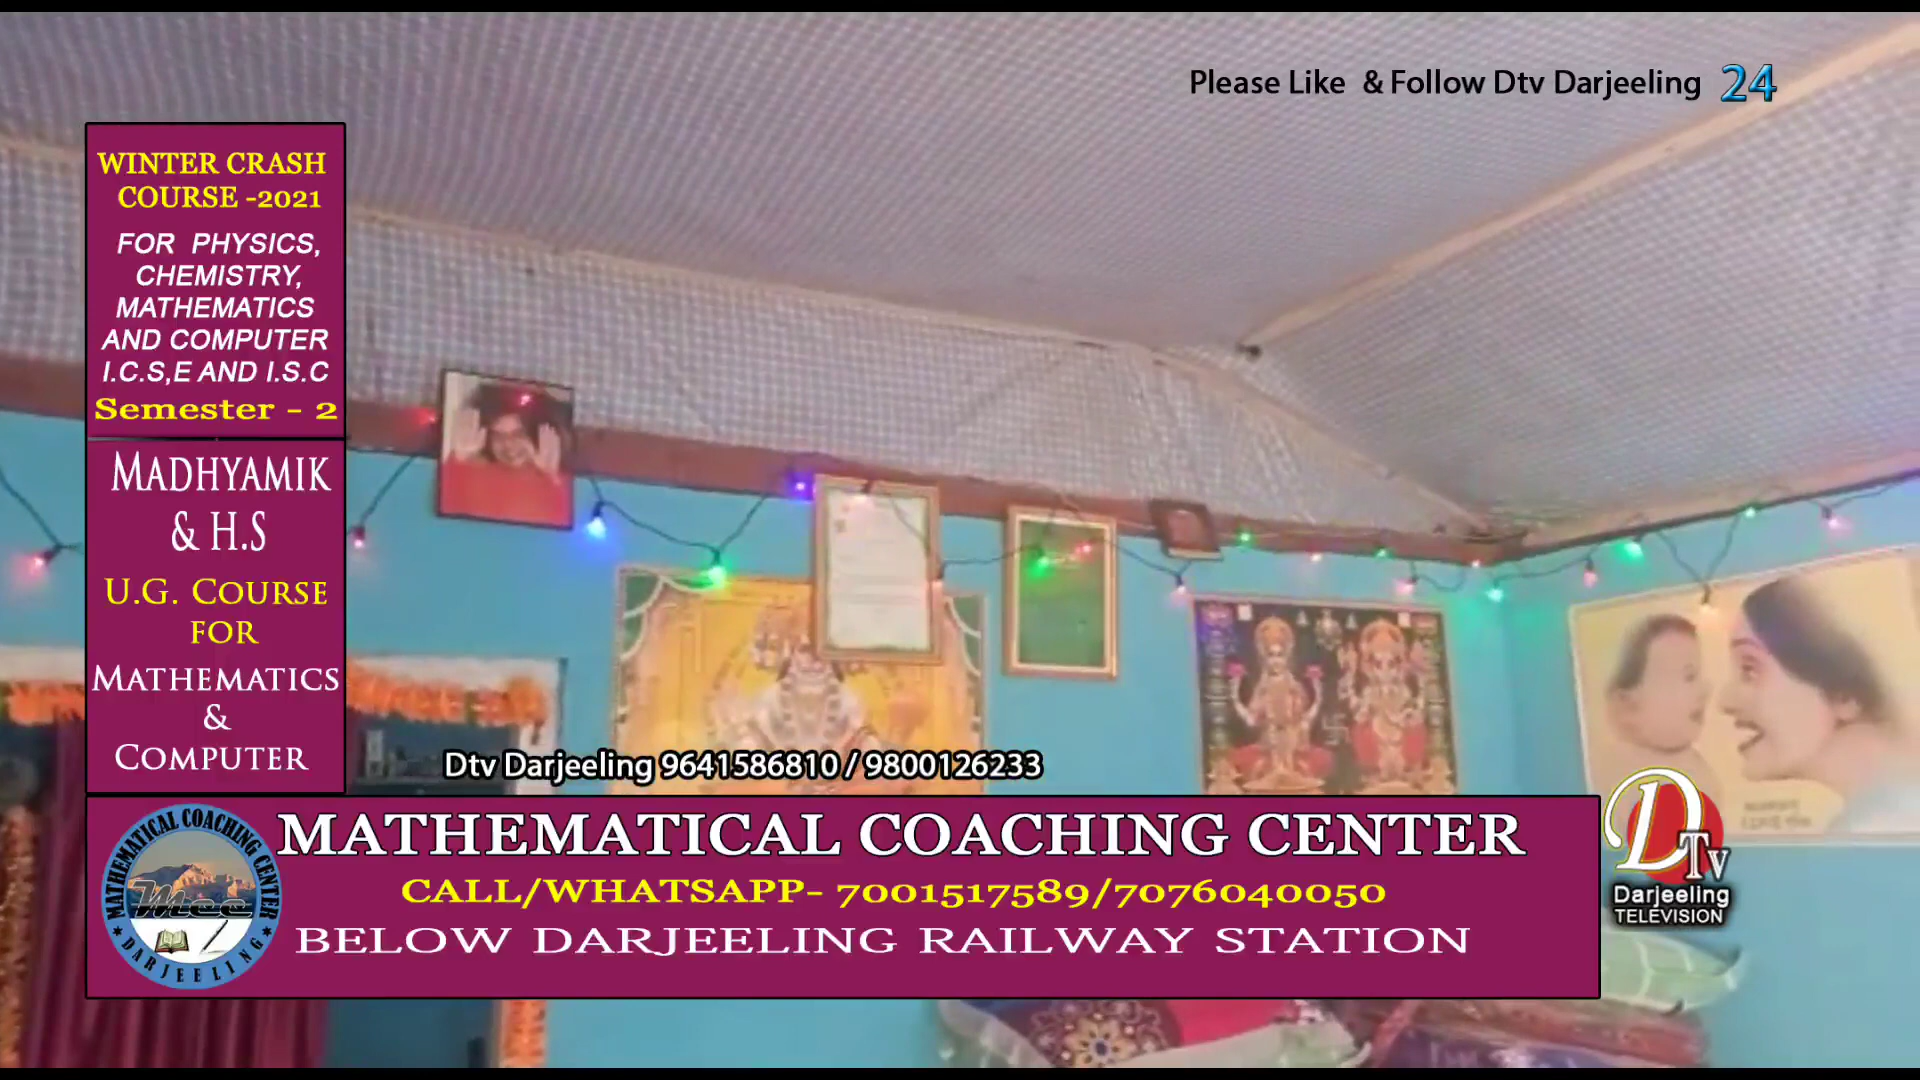 Please Like & Follow Dtv Darjeeling 24
WINTER CRASH
COURSE -2021
FOR PHYSICS,
CHEMISTRY,
MATHEMATICS
AND COMPUTER
I.C.S,E AND I.S.C
Semester - 2
MADHYAMIK
& H.S
U.G. COURSE
FOR
MATHEMATICS
&
COMPUTER
Dtv Darjeeling 9641586810 / 9800126233
MATHEMATICAL COACHING CENTER
CALL/WHATSAPP- 7001517589/7076040050
BELOW DARJEELING RAILWAY STATION
MATHEMATICAL COACHING CENTER
mcc
DARJEELING
DTv
Darjeeling
TELEVISION